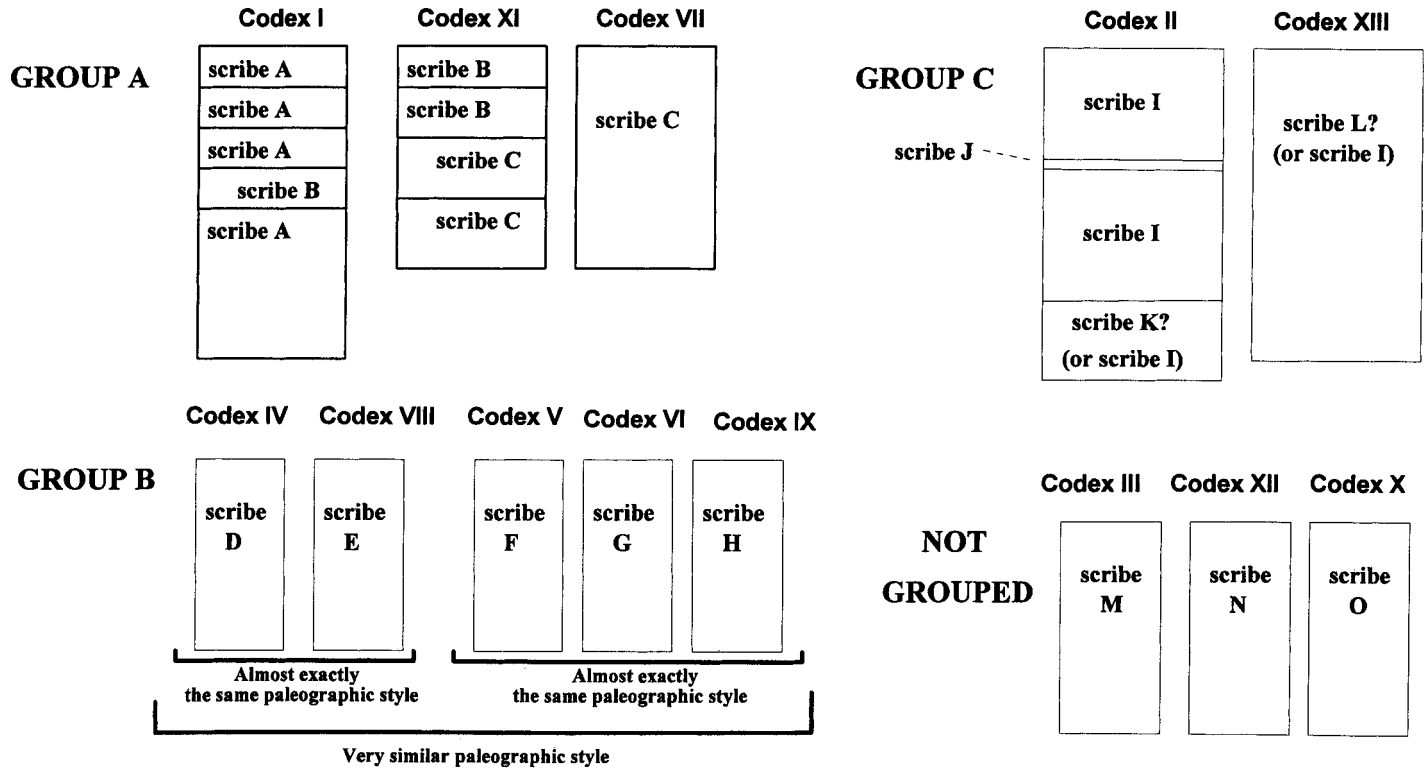 Codex I
Codex XI
Codex VII
GROUP A
scribe A
scribe A
scribe A
scribe B
scribe A
scribe B
scribe B
scribe C
scribe C
scribe C
Codex II
Codex XIII
GROUP C
scribe I
scribe J
scribe I
scribe K?
(or scribe I)
scribe L?
(or scribe I)
Codex IV
Codex VIII
Codex V
Codex VI
Codex IX
GROUP B
scribe
D
scribe
E
scribe
F
scribe
G
scribe
H
Almost exactly
the same paleographic style
Almost exactly
the same paleographic style
Very similar paleographic style
Codex III
Codex XII
Codex X
NOT
GROUPED
scribe
M
scribe
N
scribe
O